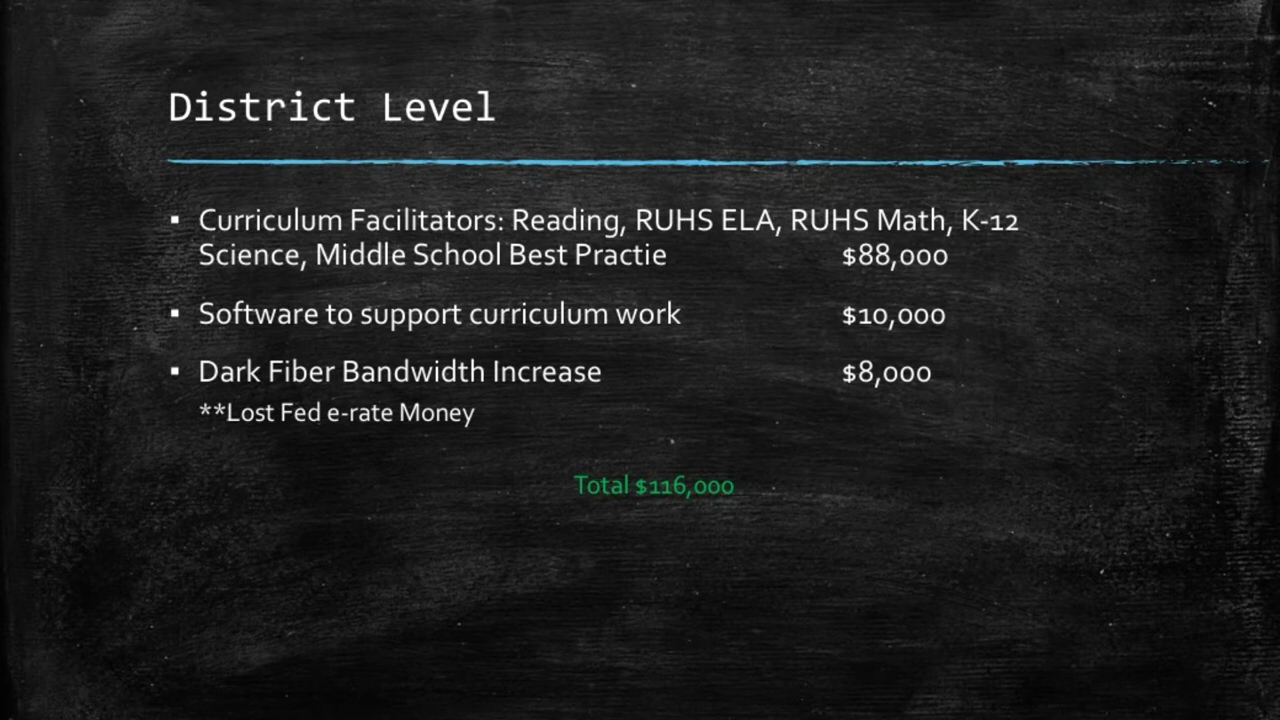 District Level
▪ Curriculum Facilitators: Reading, RUHS ELA, RUHS Math, K-12
Science, Middle School Best Practie $88,000
▪ Software to support curriculum work $10,000
▪ Dark Fiber Bandwidth Increase $8,000
**Lost Fed e-rate Money
Total $116,000